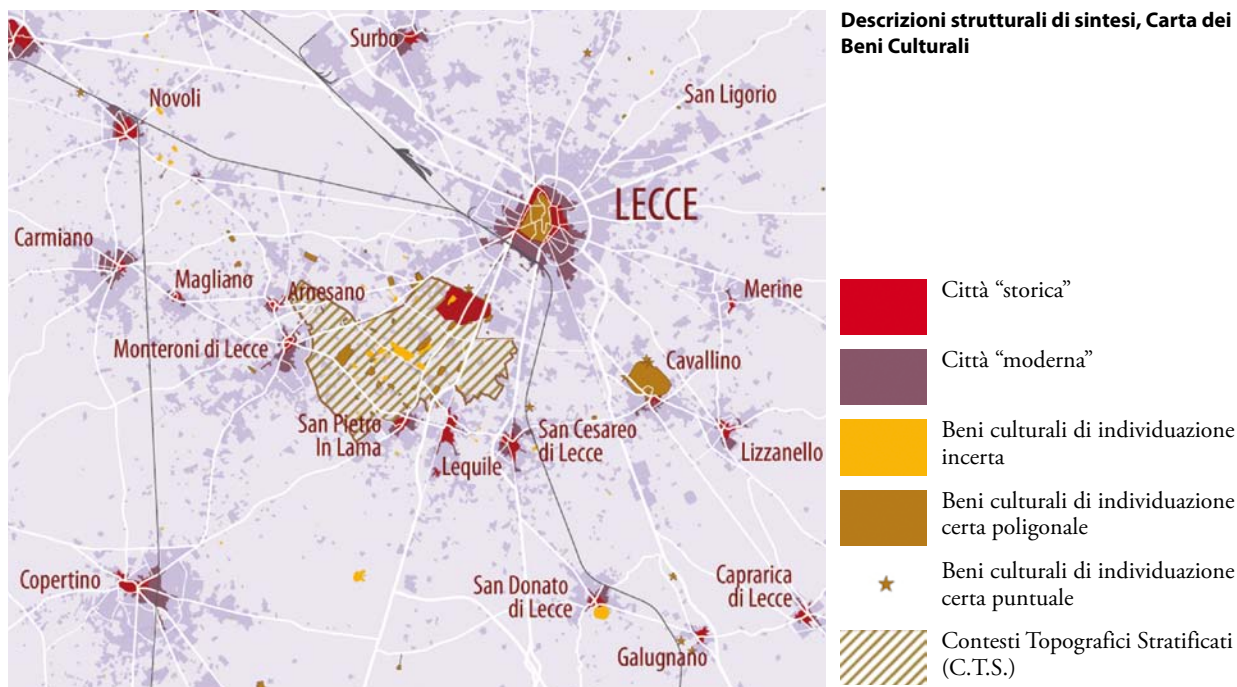 Descrizioni strutturali di sintesi, Carta dei
Beni Culturali
Surbo
Novoli
San Ligorio
LECCE
Carmiano
Magliano
Arnesano
Merine
Monteroni di Lecce
Cavallino
San Pietro
In Lama
San Cesareo
di Lecce
Lizzanello
Lequile
Copertino
San Donato
di Lecce
Caprarica
di Lecce
Galugnano
Città “storica”
Città “moderna”
Beni culturali di individuazione
incerta
Beni culturali di individuazione
certa poligonale
Beni culturali di individuazione
certa puntuale
Contesti Topografici Stratificati
(C.T.S.)